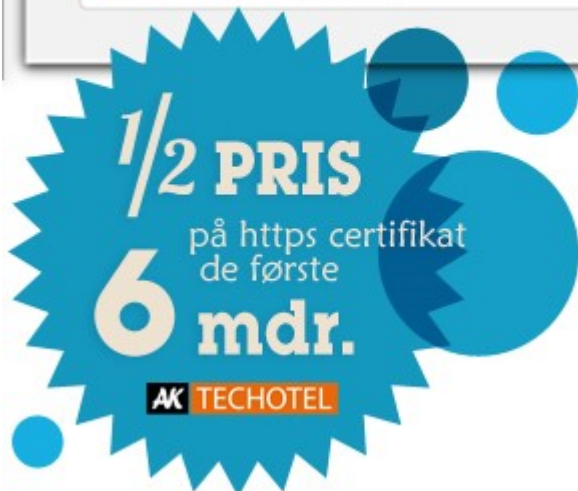 1/2 PRIS
på https certifikat
de første
6 mdr.
AK TECHOTEL